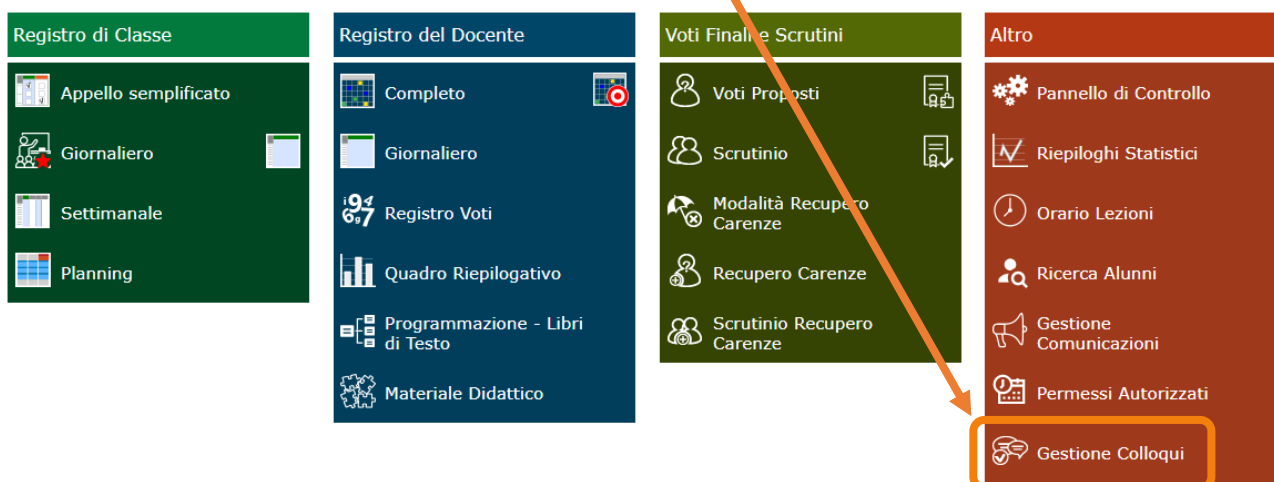 Registro di Classe
Appello semplificato
Giornaliero
Settimanale
Planning
Registro del Docente
Completo
Giornaliero
Registro Voti
Quadro Riepilogativo
Programmazione - Libri
di Testo
Materiale Didattico
Voti Finali e Scrutini
Voti Proposti
Scrutinio
Modalità Recupero
Carenze
Recupero Carenze
Scrutinio Recupero
Carenze
Altro
Pannello di Controllo
Riepiloghi Statistici
Orario Lezioni
Ricerca Alunni
Gestione
Comunicazioni
Permessi Autorizzati
Gestione Colloqui